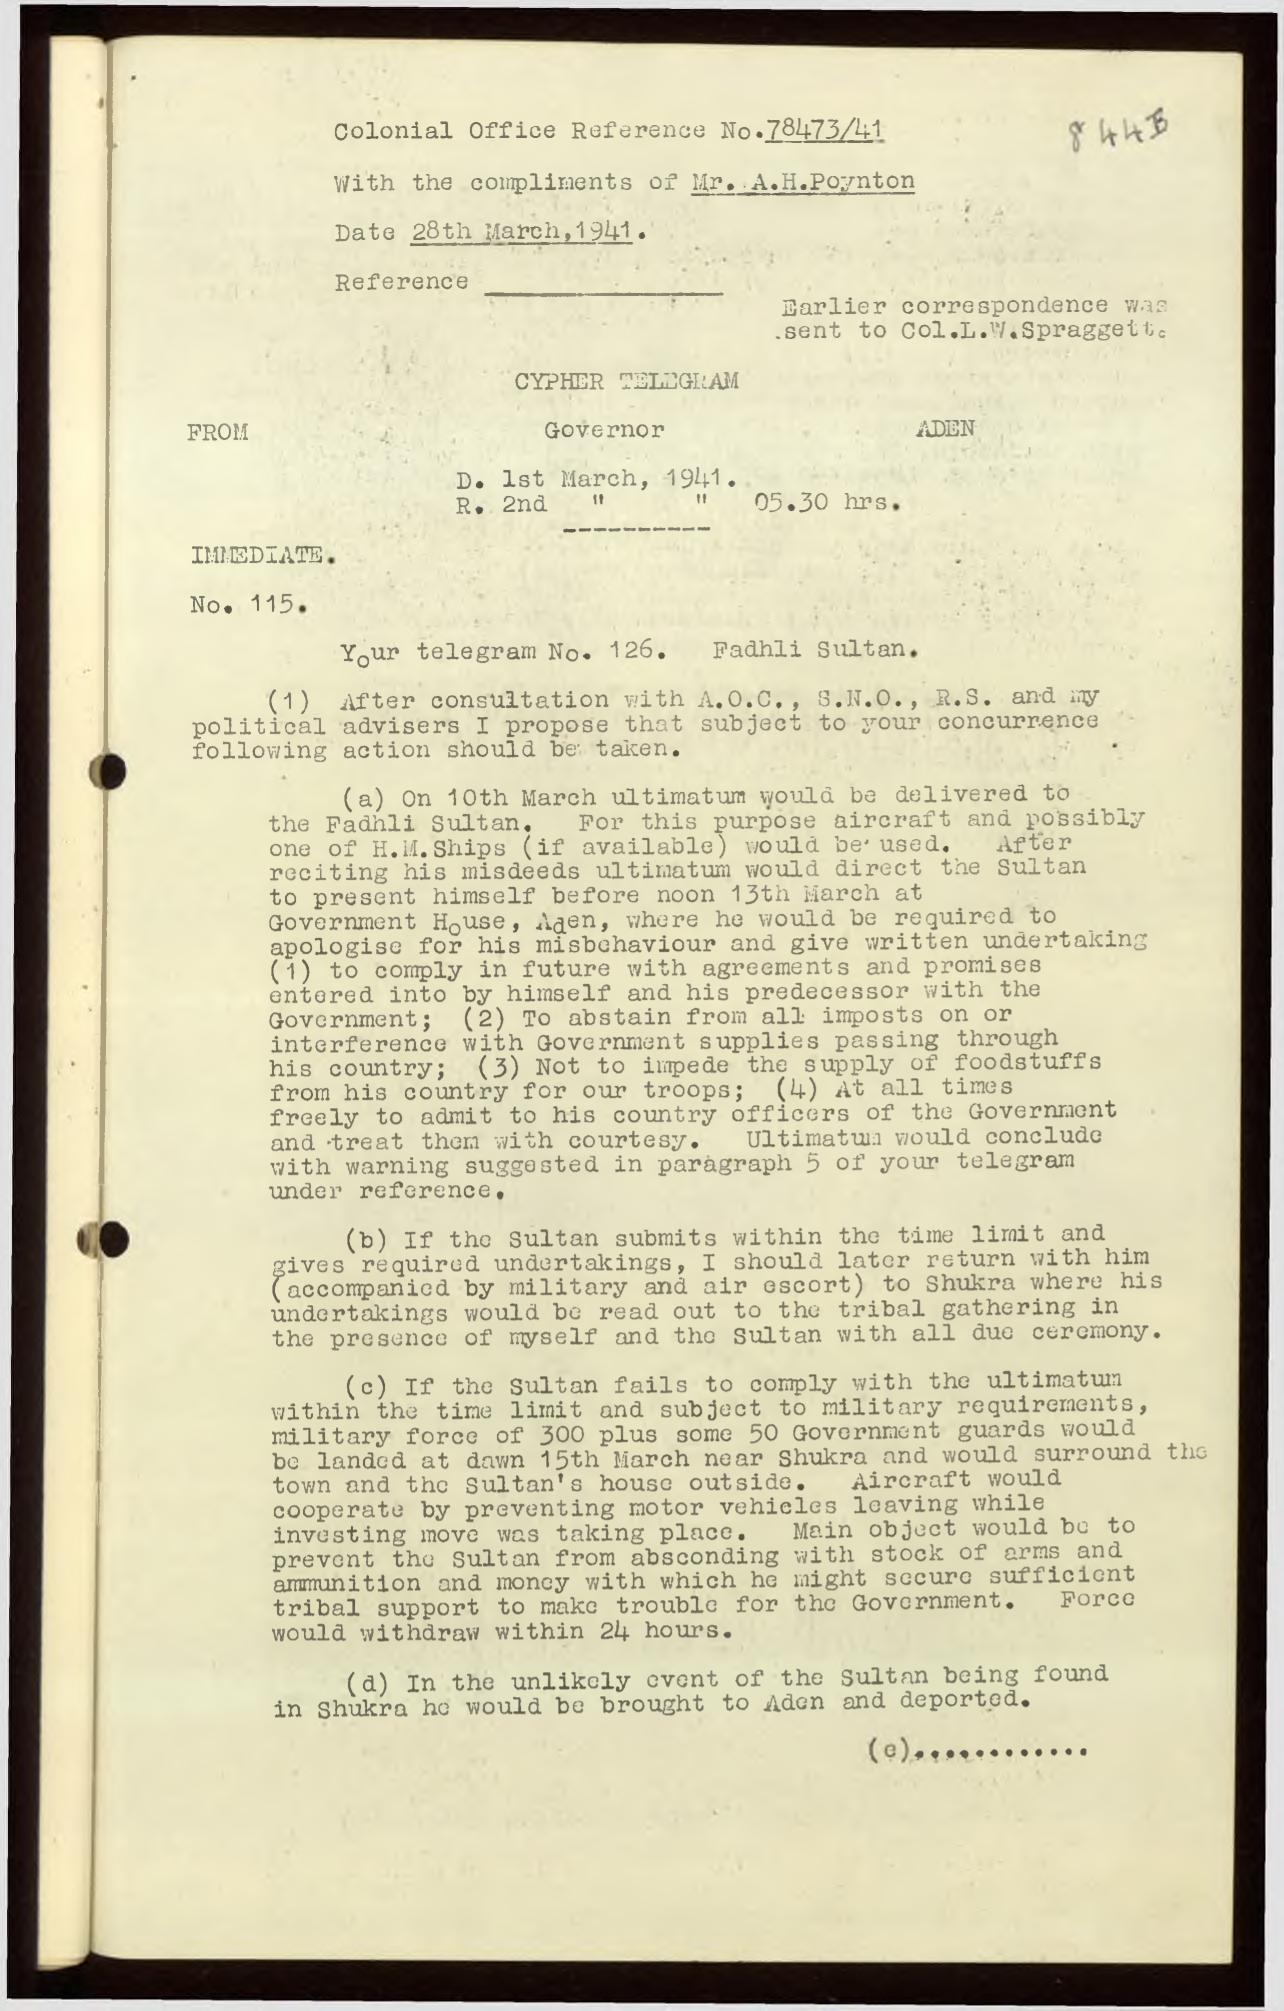 Colonial Office Reference No.78473/41
844B
With the compliments of Mr. A.H.Poynton
Date 28th March,1941.
Reference
Earlier correspondence was
sent to Col.L.W.Spraggett.
CYPHER TELEGRAM
FROM Governor ADEN
D. 1st March, 1941.
R. 2nd " " 05.30 hrs.
IMMEDIATE.
No. 115.
Your telegram No. 126. Fadhli Sultan.
(1) After consultation with A.O.C., S.N.O., R.S. and my
political advisers I propose that subject to your concurrence
following action should be taken.
(a) On 10th March ultimatum would be delivered to
the Fadhli Sultan. For this purpose aircraft and possibly
one of H.M.Ships (if available) would be used. After
reciting his misdeeds ultimatum would direct the Sultan
to present himself before noon 13th March at
Government House, Aden, where he would be required to
apologise for his misbehaviour and give written undertaking
(1) to comply in future with agreements and promises
entered into by himself and his predecessor with the
Government; (2) To abstain from all imposts on or
interference with Government supplies passing through
his country; (3) Not to impede the supply of foodstuffs
from his country for our troops; (4) At all times
freely to admit to his country officers of the Government
and treat them with courtesy. Ultimatum would conclude
with warning suggested in paragraph 5 of your telegram
under reference.
(b) If the Sultan submits within the time limit and
gives required undertakings, I should later return with him
(accompanied by military and air escort) to Shukra where his
undertakings would be read out to the tribal gathering in
the presence of myself and the Sultan with all due ceremony.
(c) If the Sultan fails to comply with the ultimatum
within the time limit and subject to military requirements,
military force of 300 plus some 50 Government guards would
be landed at dawn 15th March near Shukra and would surround the
town and the Sultan's house outside. Aircraft would
cooperate by preventing motor vehicles leaving while
investing move was taking place. Main object would be to
prevent the Sultan from absconding with stock of arms and
ammunition and money with which he might secure sufficient
tribal support to make trouble for the Government. Force
would withdraw within 24 hours.
(d) In the unlikely event of the Sultan being found
in Shukra he would be brought to Aden and deported.
(e)............